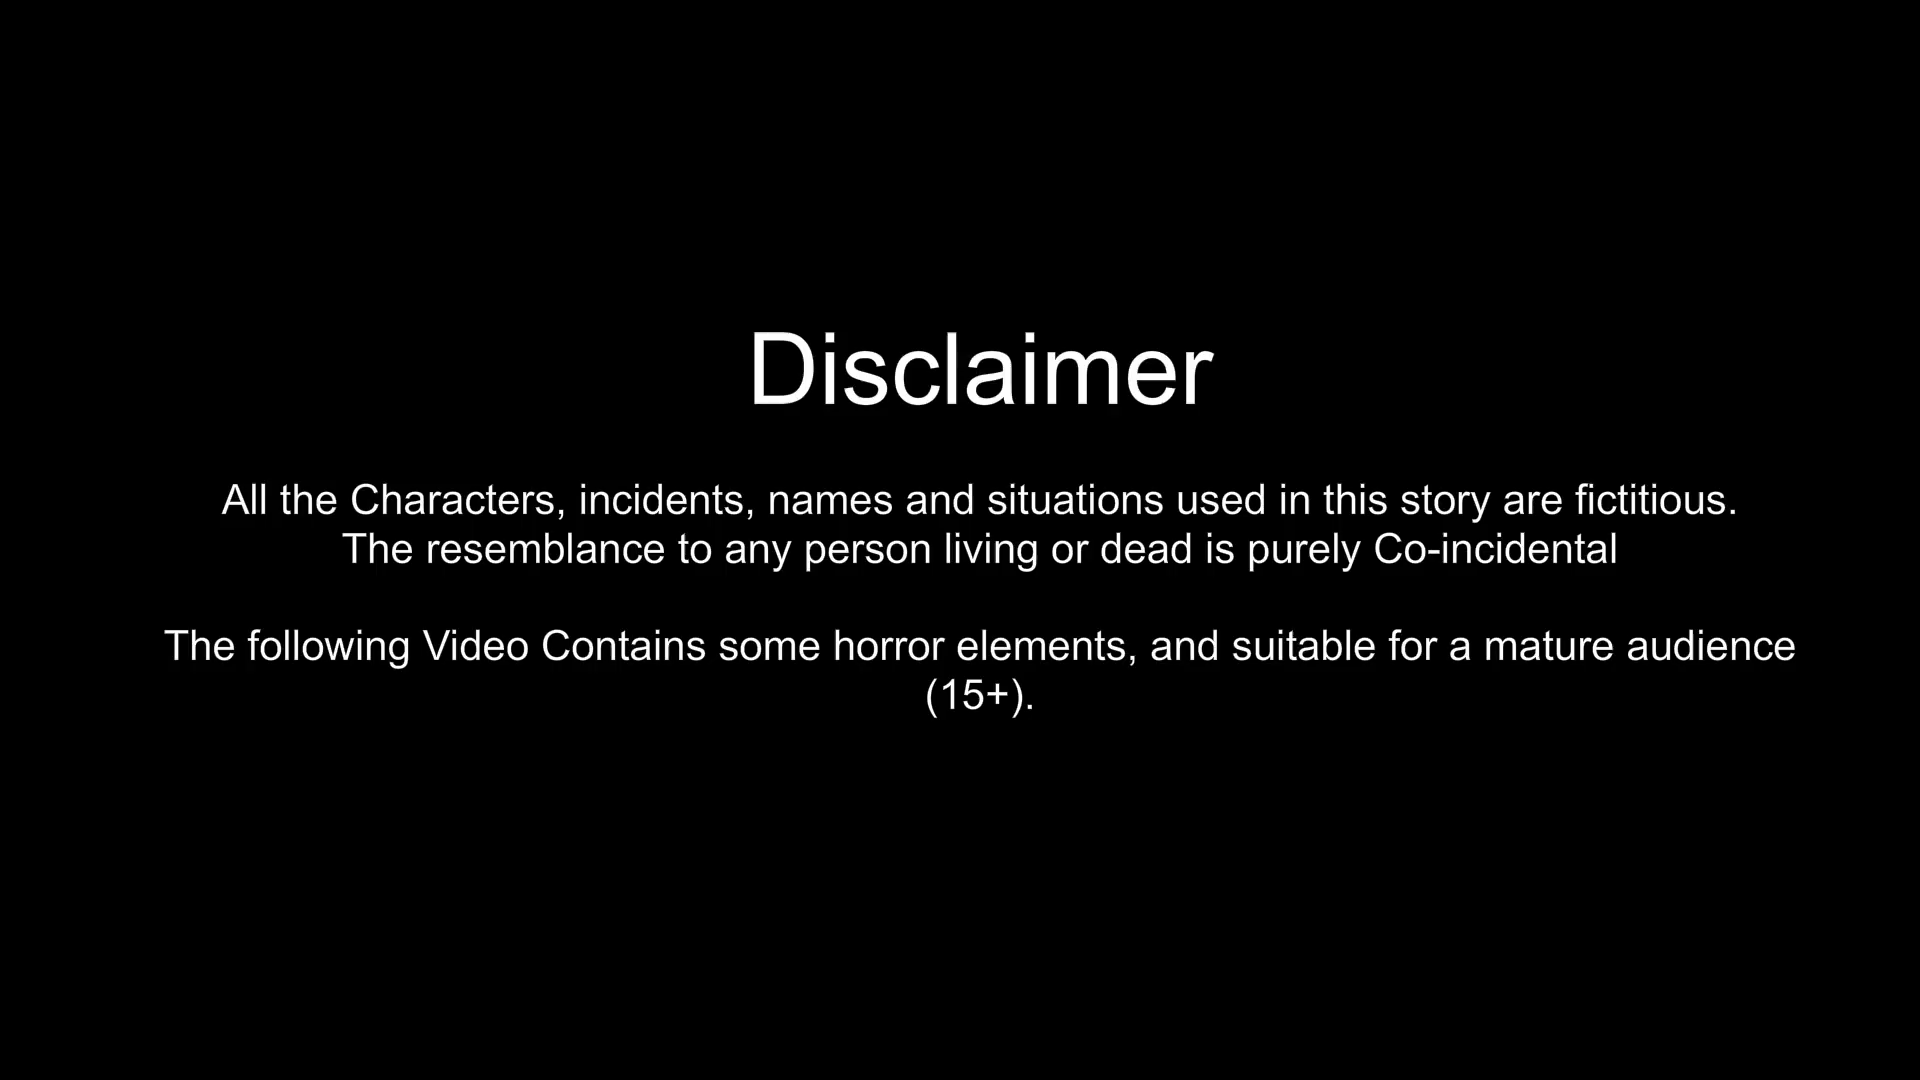 Disclaimer
All the Characters, incidents, names and situations used in this story are fictitious.
The resemblance to any person living or dead is purely Co-incidental
The following Video Contains some horror elements, and suitable for a mature audience
(15+).